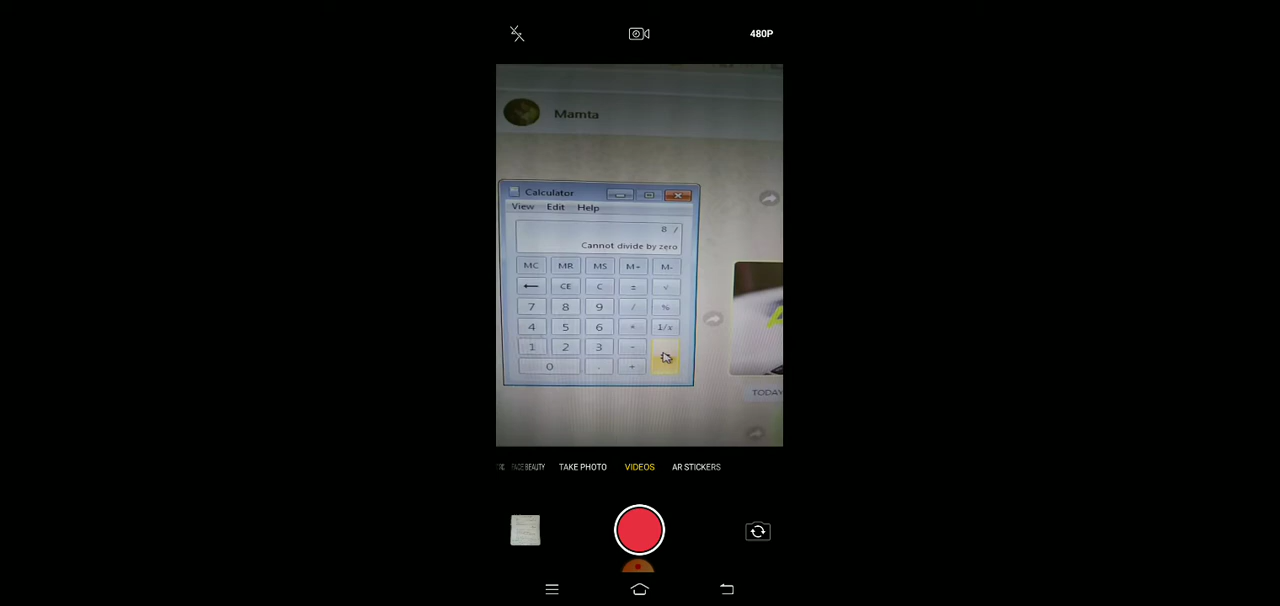 480P
Mamta
Calculator
View Edit Help
8 /
Cannot divide by zero
MC MR MS M+ M-
← CE C ± √
7 8 9 / %
4 5 6 * 1/x
1 2 3 -
0 . +
TODAY
FACE BEAUTY TAKE PHOTO VIDEOS AR STICKERS